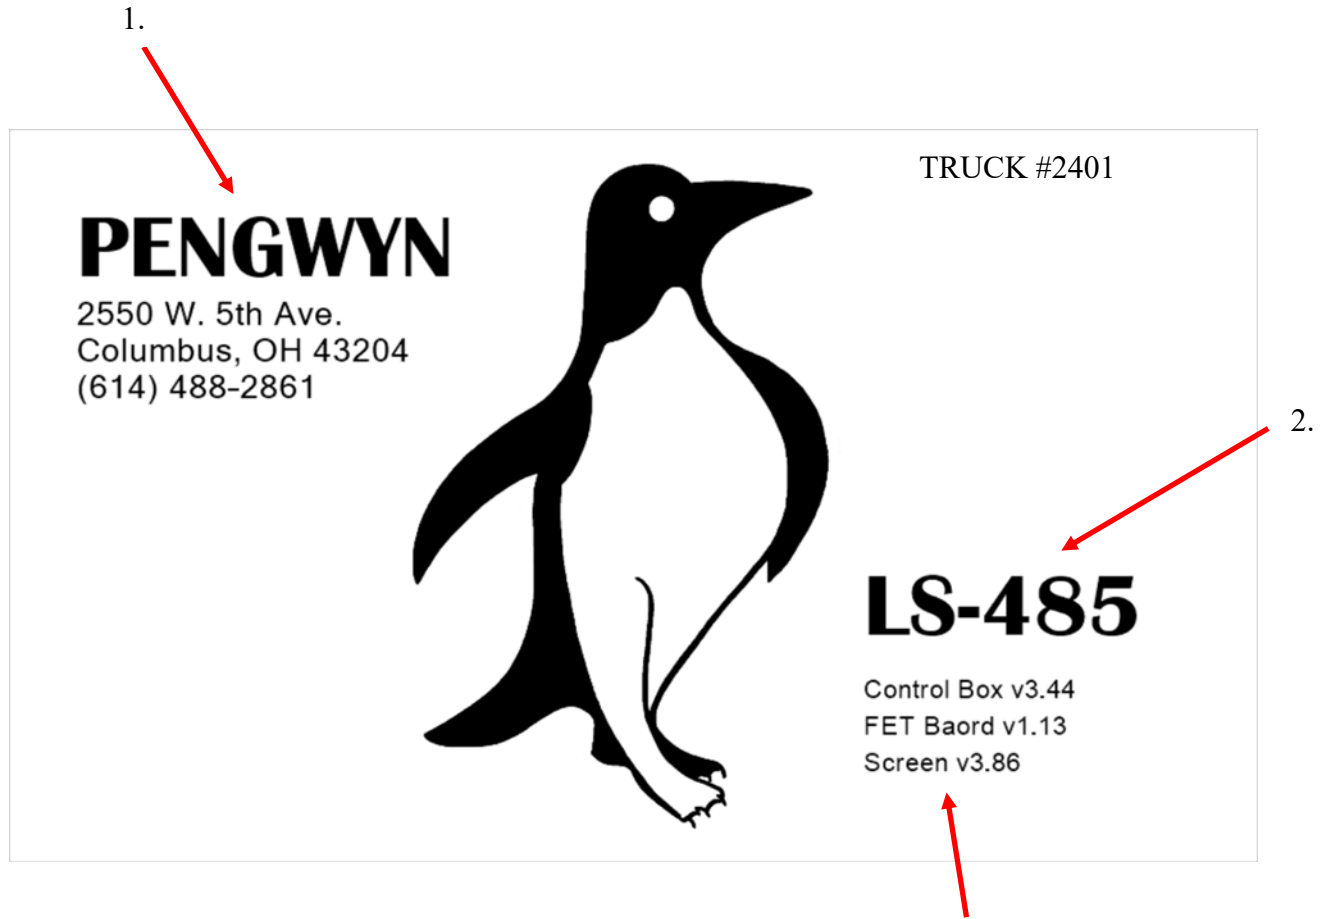 1.
TRUCK #2401
PENGWYN
2550 W. 5th Ave.
Columbus, OH 43204
(614) 488-2861
2.
LS-485
Control Box v3.44
FET Baord v1.13
Screen v3.86